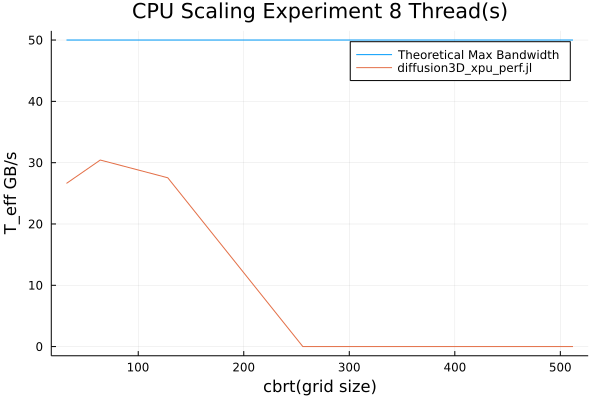 CPU Scaling Experiment 8 Thread(s)
Theoretical Max Bandwidth
diffusion3D_xpu_perf.jl
T_eff GB/s
50
40
30
20
10
0
100 200 300 400 500
cbrt(grid size)